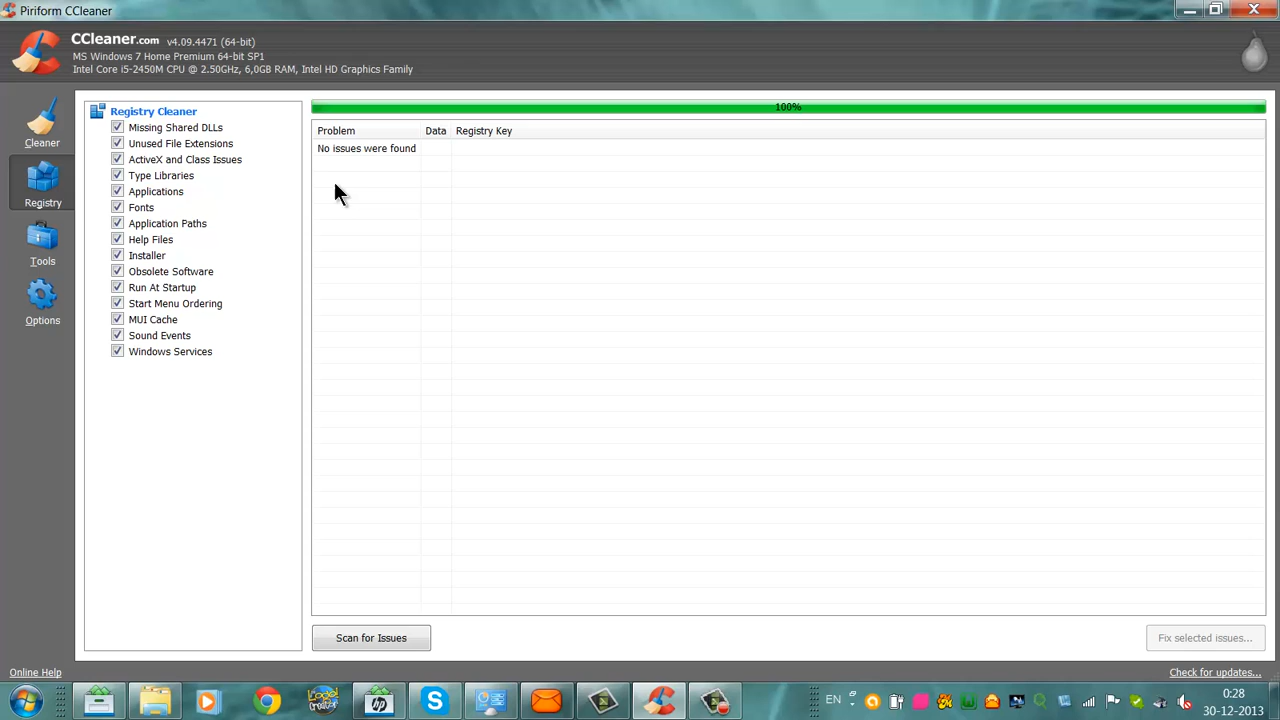 Piriform CCleaner
CCleaner.com v4.09.4471 (64-bit)
MS Windows 7 Home Premium 64-bit SP1
Intel Core i5-2450M CPU @ 2.50GHz, 6,0GB RAM, Intel HD Graphics Family
Cleaner
Registry
Tools
Options
Registry Cleaner
Missing Shared DLLs
Unused File Extensions
ActiveX and Class Issues
Type Libraries
Applications
Fonts
Application Paths
Help Files
Installer
Obsolete Software
Run At Startup
Start Menu Ordering
MUI Cache
Sound Events
Windows Services
100%
Problem Data Registry Key
No issues were found
Scan for Issues
Fix selected issues...
Online Help
Check for updates...
EN
0:28
30-12-2013